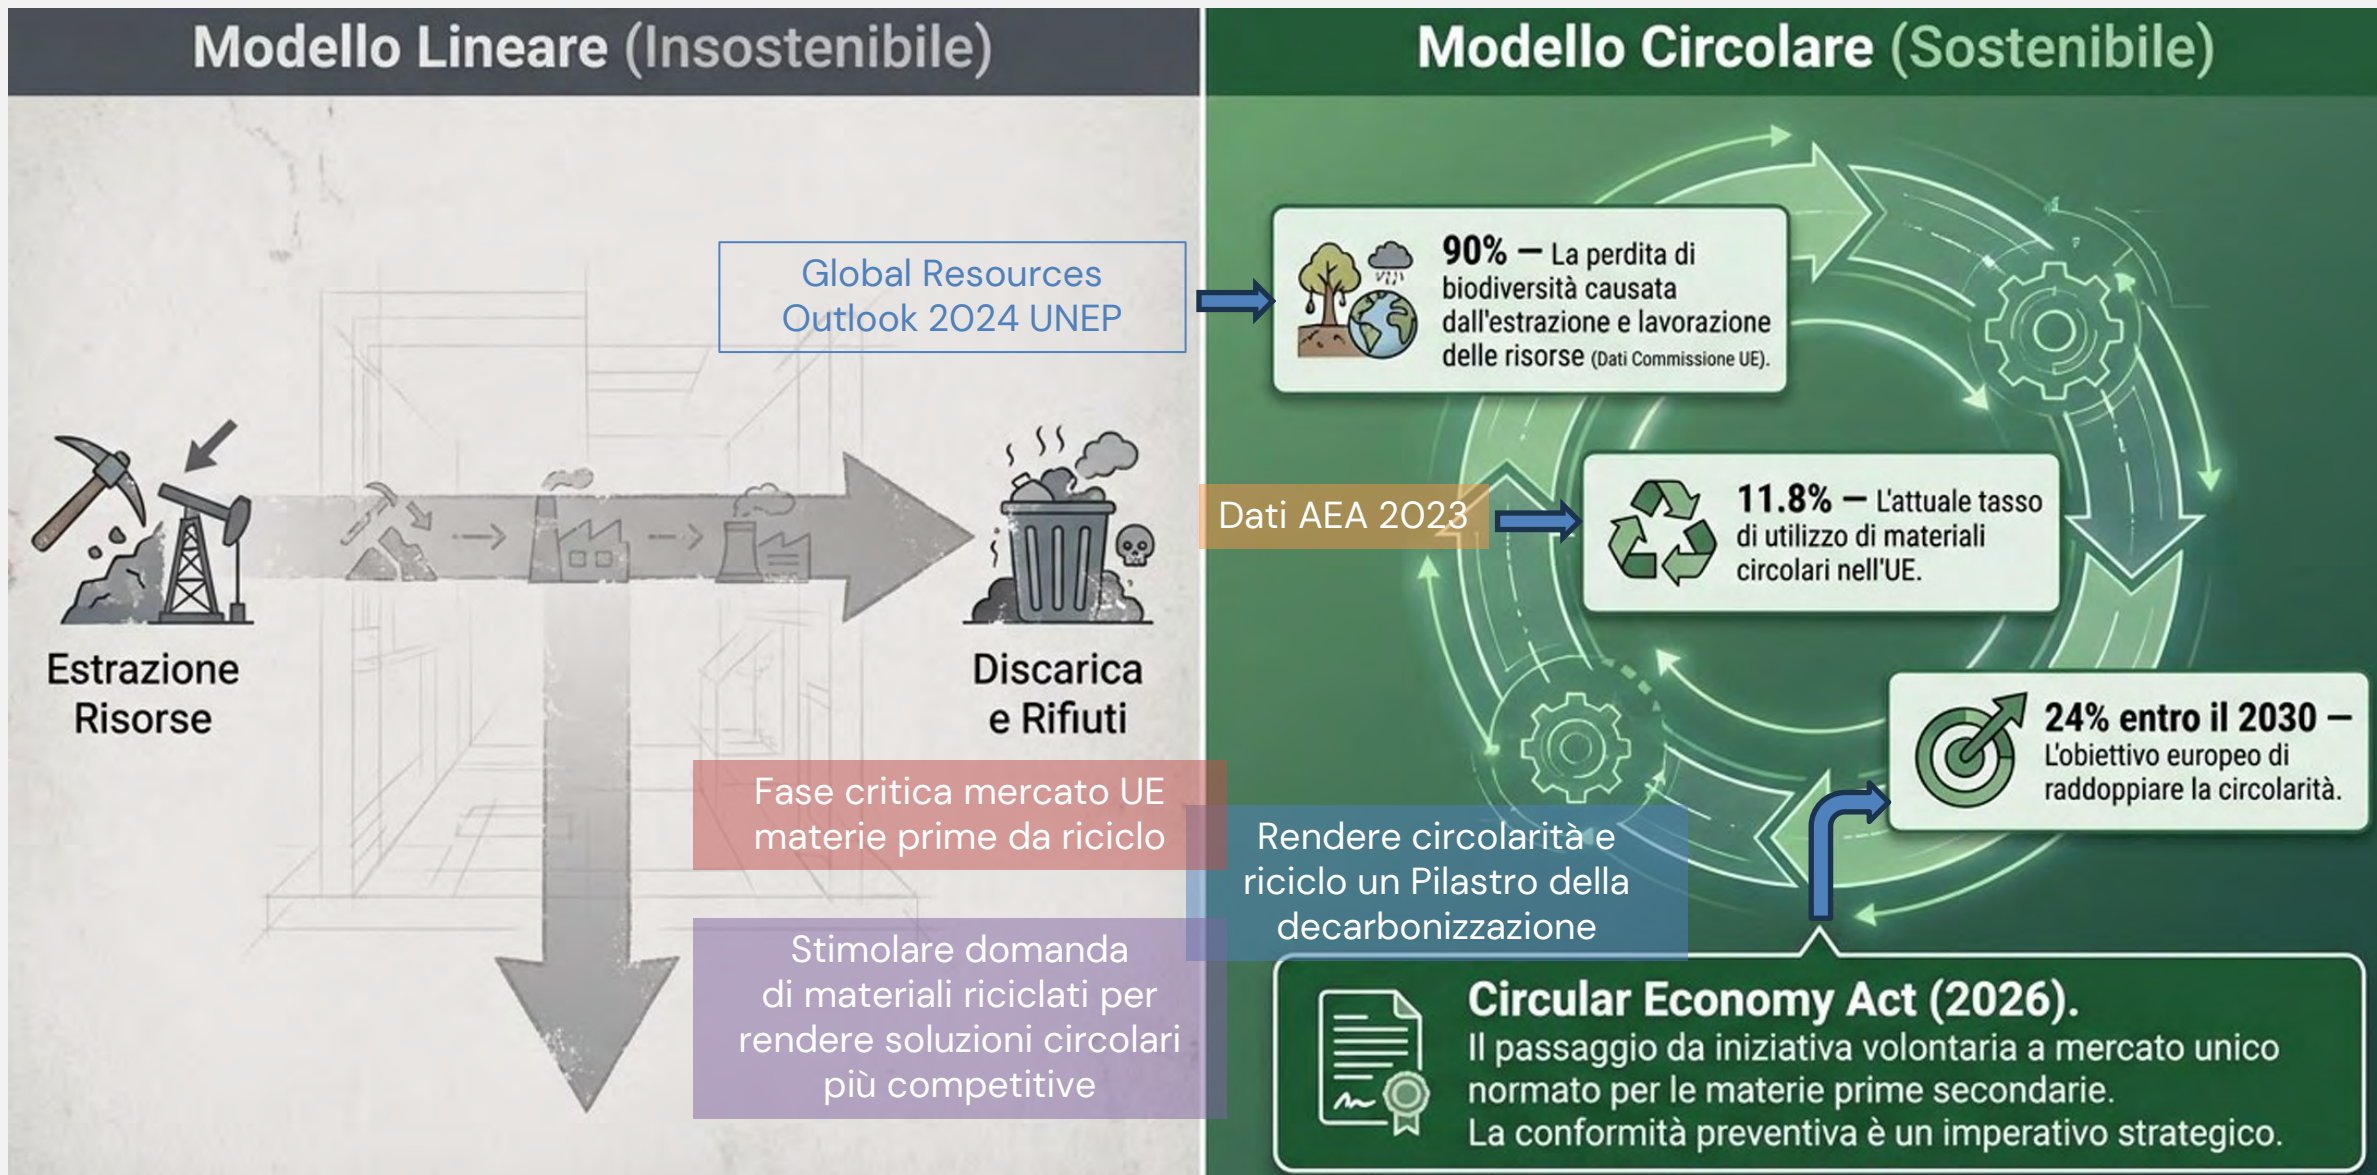 Modello Lineare (Insostenibile)
Global Resources
Outlook 2024 UNEP
Estrazione
Risorse
Discarica
e Rifiuti
Fase critica mercato UE
materie prime da riciclo
Stimolare domanda
di materiali riciclati per
rendere soluzioni circolari
più competitive
Modello Circolare (Sostenibile)
90% — La perdita di
biodiversità causata
dall'estrazione e lavorazione
delle risorse (Dati Commissione UE).
Dati AEA 2023
11.8% — L'attuale tasso
di utilizzo di materiali
circolari nell'UE.
24% entro il 2030 —
L'obiettivo europeo di
raddoppiare la circolarità.
Rendere circolarità e
riciclo un Pilastro della
decarbonizzazione
Circular Economy Act (2026).
Il passaggio da iniziativa volontaria a mercato unico
normato per le materie prime secondarie.
La conformità preventiva è un imperativo strategico.